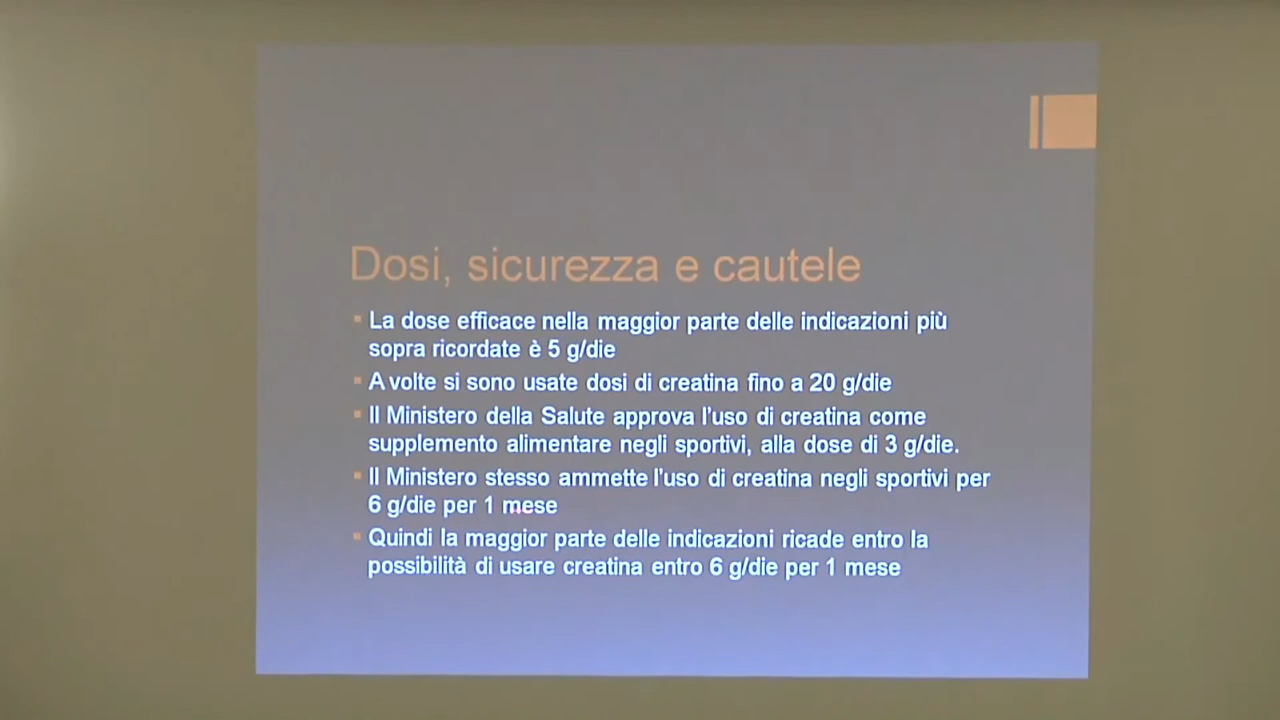 Dosi, sicurezza e cautele
La dose efficace nella maggior parte delle indicazioni più
sopra ricordate è 5 g/die
A volte si sono usate dosi di creatina fino a 20 g/die
Il Ministero della Salute approva l'uso di creatina come
supplemento alimentare negli sportivi, alla dose di 3 g/die.
Il Ministero stesso ammette l'uso di creatina negli sportivi per
6 g/die per 1 mese
Quindi la maggior parte delle indicazioni ricade entro la
possibilità di usare creatina entro 6 g/die per 1 mese